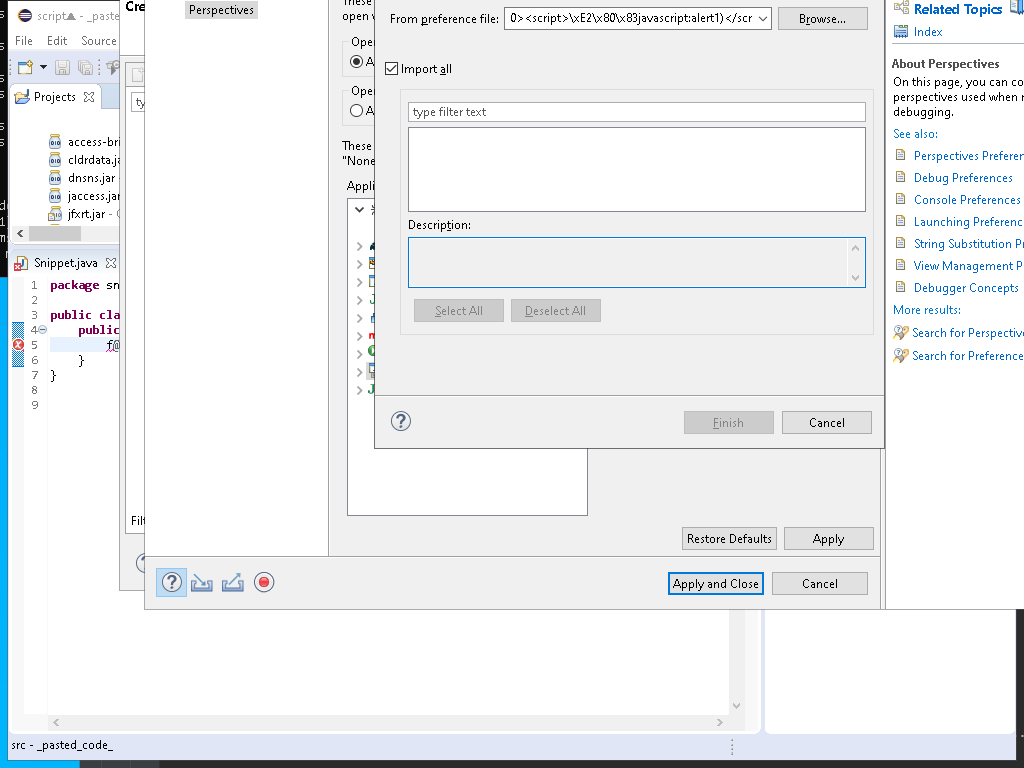 script▲ - _paste
File Edit Source
Projects
access-bri
cldrdata.ja
dnsns.jar
jaccess.jar
jfxrt.jar -
Snippet.java
1 package sn
2
3 public cla
4 public
5 f@
6 }
7 }
8
9
src - _pasted_code_
Cre
ty
Filt
Perspectives
These
open v
Oper
A
Oper
A
These
"None
Appli
From preference file:
0><script>\xE2\x80\x83javascript:alert1)</scr
Browse...
Import all
type filter text
Description:
Select All
Deselect All
Finish
Cancel
Restore Defaults
Apply
Apply and Close
Cancel
Related Topics
Index
About Perspectives
On this page, you can co
perspectives used when r
debugging.
See also:
Perspectives Preferen
Debug Preferences
Console Preferences
Launching Preferenc
String Substitution Pr
View Management P
Debugger Concepts
More results:
Search for Perspective
Search for Preference